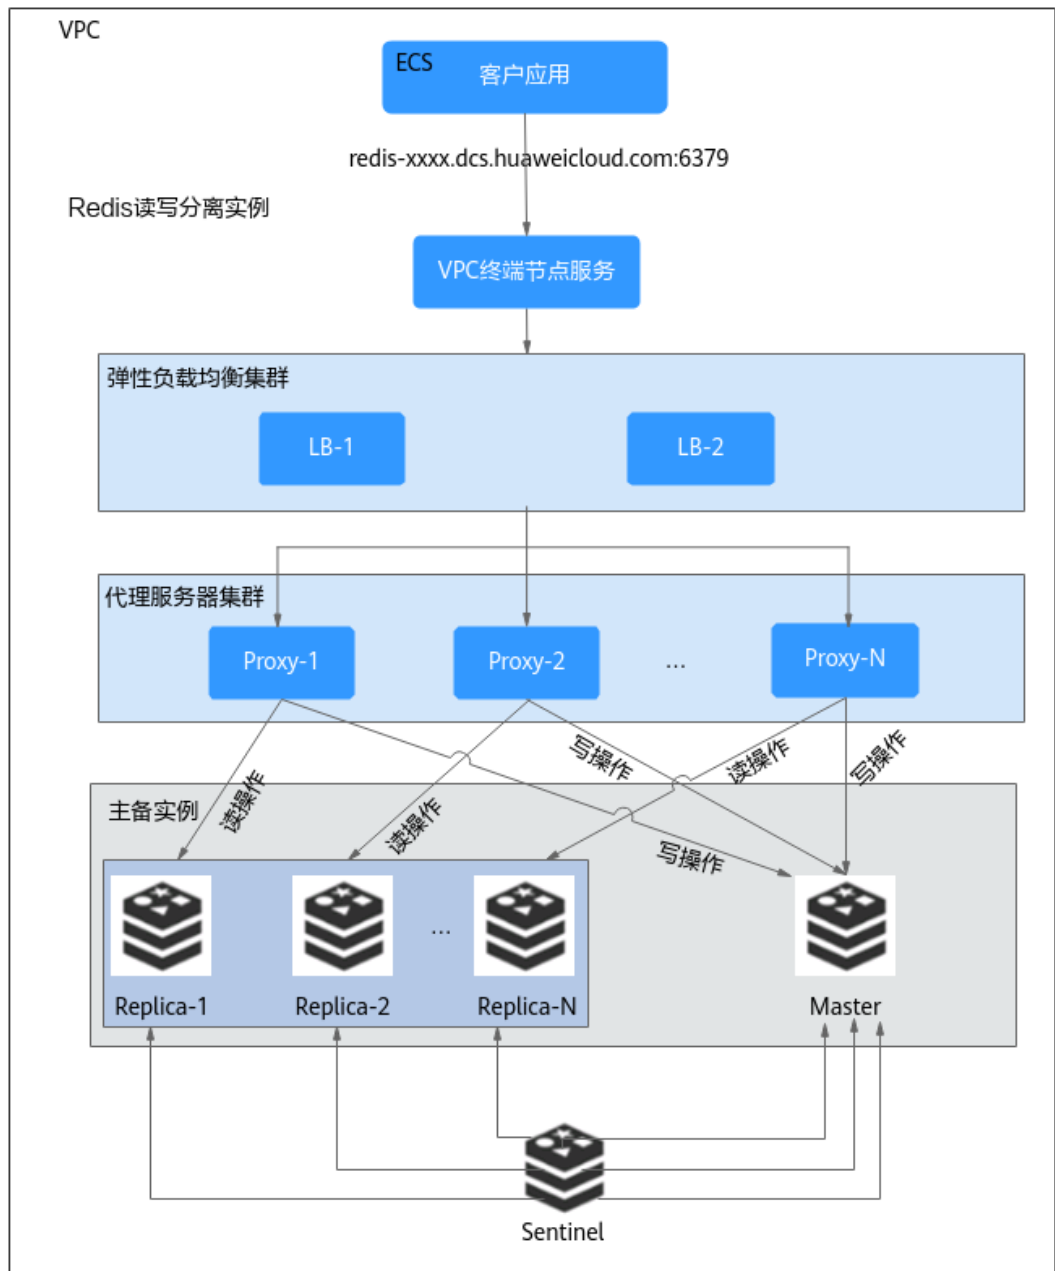 VPC
ECS
客户应用
redis-xxxx.dcs.huaweicloud.com:6379
Redis读写分离实例
VPC终端节点服务
弹性负载均衡集群
LB-1
LB-2
代理服务器集群
Proxy-1
Proxy-2
...
Proxy-N
写操作
读操作
写操作
读操作
读操作
写操作
主备实例
...
Replica-1
Replica-2
Replica-N
Master
Sentinel